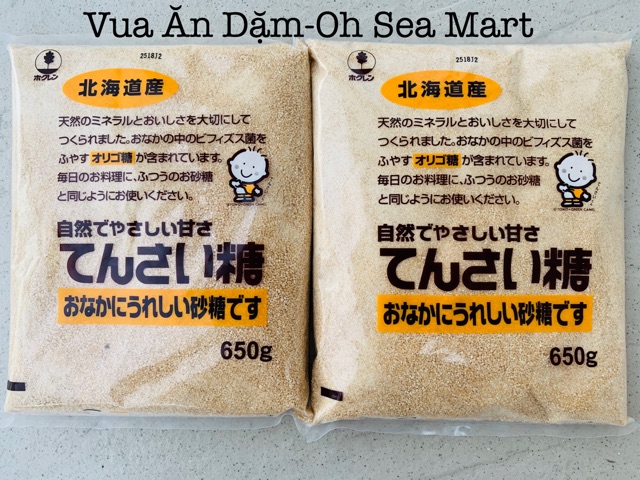 Vua Ăn Dặm-Oh Sea Mart
ホクレン
251812
北海道産
天然のミネラルとおいしさを大切にして
つくられました。おなかの中のビフィズス菌を
ふやす オリゴ糖 が含まれています。
毎日のお料理に、ふつうのお砂糖
と同じようにお使いください。
自然でやさしい甘さ
てんさい糖
おなかにうれしい砂糖です
650g
ホクレン
251812
北海道産
天然のミネラルとおいしさを大切にして
つくられました。おなかの中のビフィズス菌を
ふやす オリゴ糖 が含まれています。
毎日のお料理に、ふつうのお砂糖
と同じようにお使いください。
自然でやさしい甘さ
てんさい糖
おなかにうれしい砂糖です
650g